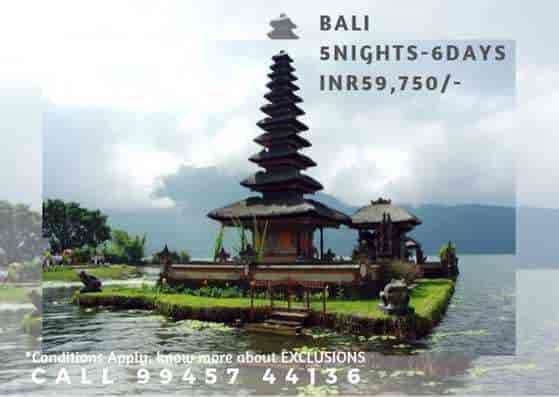 BALI
5NIGHTS-6DAYS
INR59,750/-
*Conditions Apply, know more about EXCLUSIONS
CALL 99457 44136